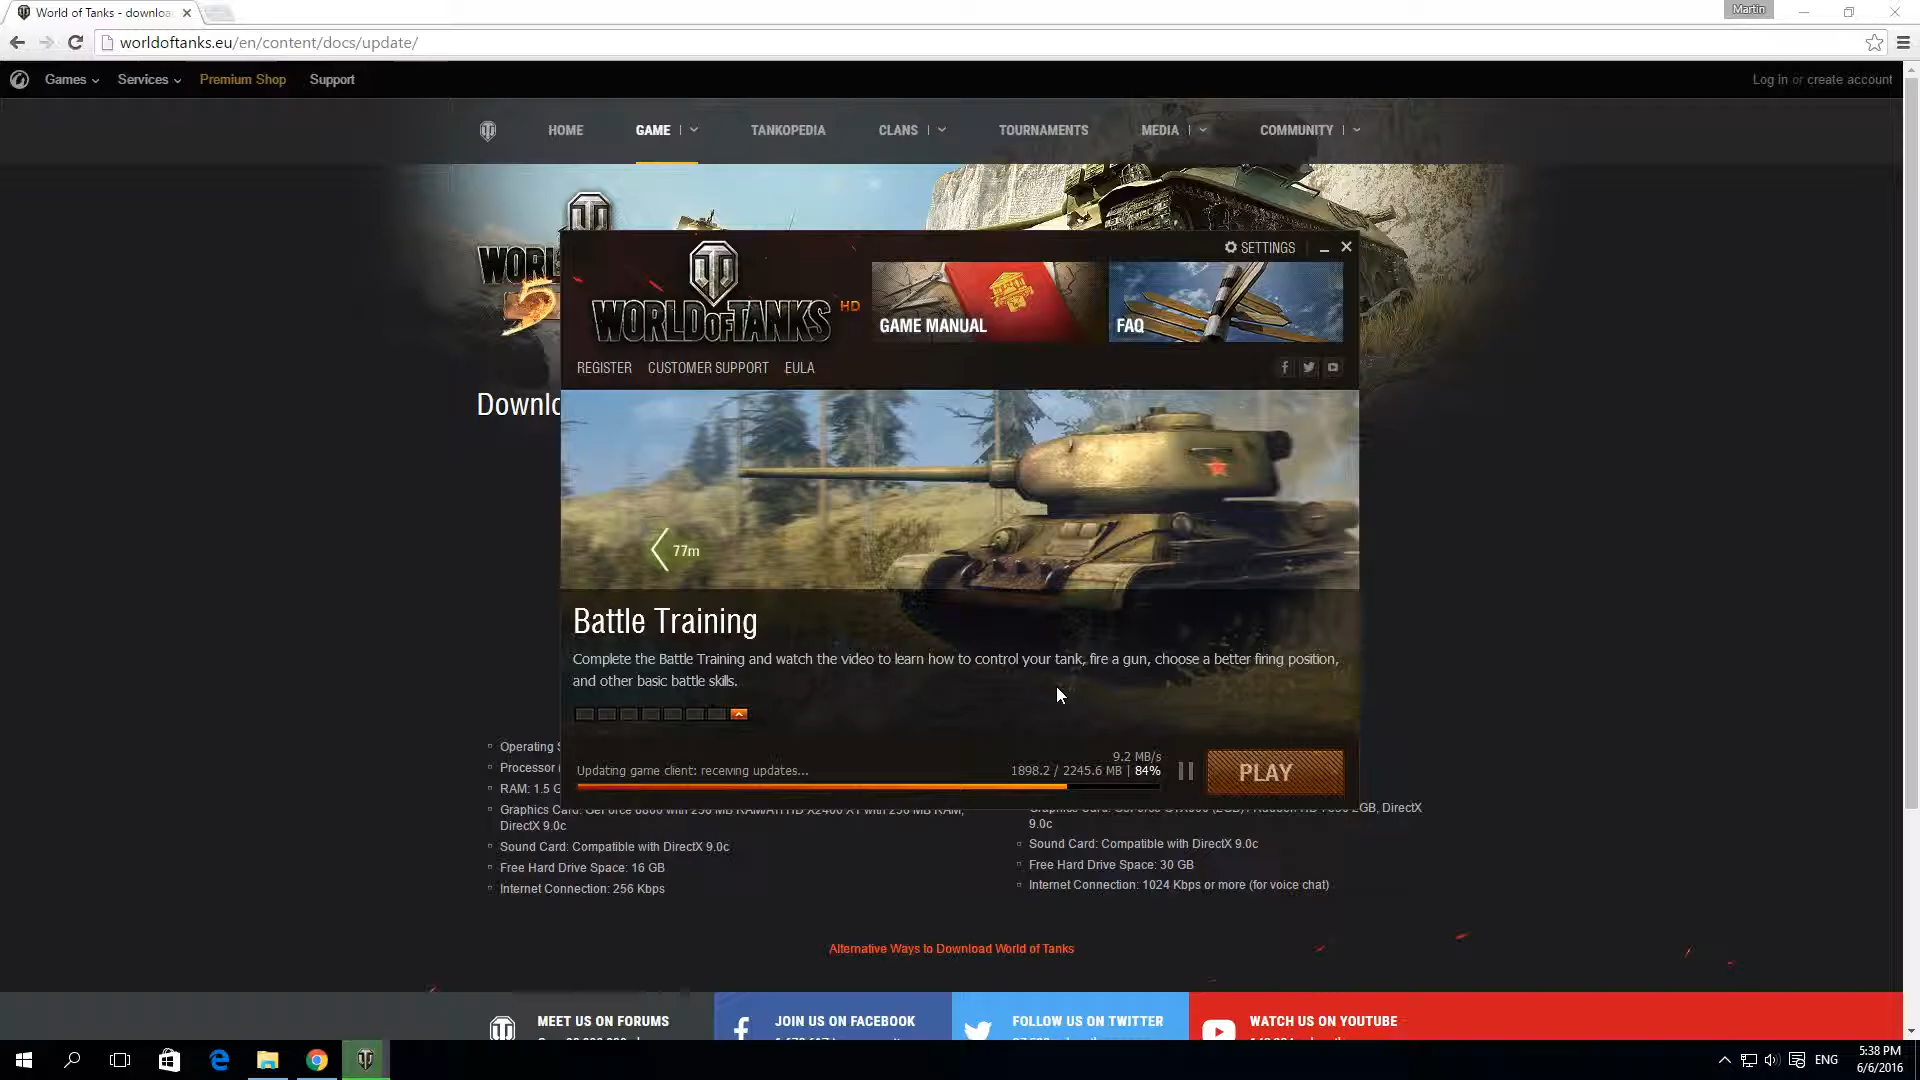 World of Tanks - downloa
Martin
worldoftanks.eu/en/content/docs/update/
Games Services Premium Shop Support Log in or create account
HOME GAME TANKOPEDIA CLANS TOURNAMENTS MEDIA COMMUNITY
SETTINGS
WORLD OF TANKS HD
GAME MANUAL
FAQ
REGISTER CUSTOMER SUPPORT EULA
77m
Battle Training
Complete the Battle Training and watch the video to learn how to control your tank, fire a gun, choose a better firing position,
and other basic battle skills.
9.2 MB/s
Updating game client: receiving updates... 1898.2 / 2245.6 MB | 84%
PLAY
Operating
Processor
RAM: 1.5
DirectX 9.0c
Sound Card: Compatible with DirectX 9.0c
Free Hard Drive Space: 16 GB
Internet Connection: 256 Kbps
2GB, DirectX
9.0c
Sound Card: Compatible with DirectX 9.0c
Free Hard Drive Space: 30 GB
Internet Connection: 1024 Kbps or more (for voice chat)
Alternative Ways to Download World of Tanks
MEET US ON FORUMS
JOIN US ON FACEBOOK
FOLLOW US ON TWITTER
WATCH US ON YOUTUBE
ENG
5:38 PM
6/6/2016